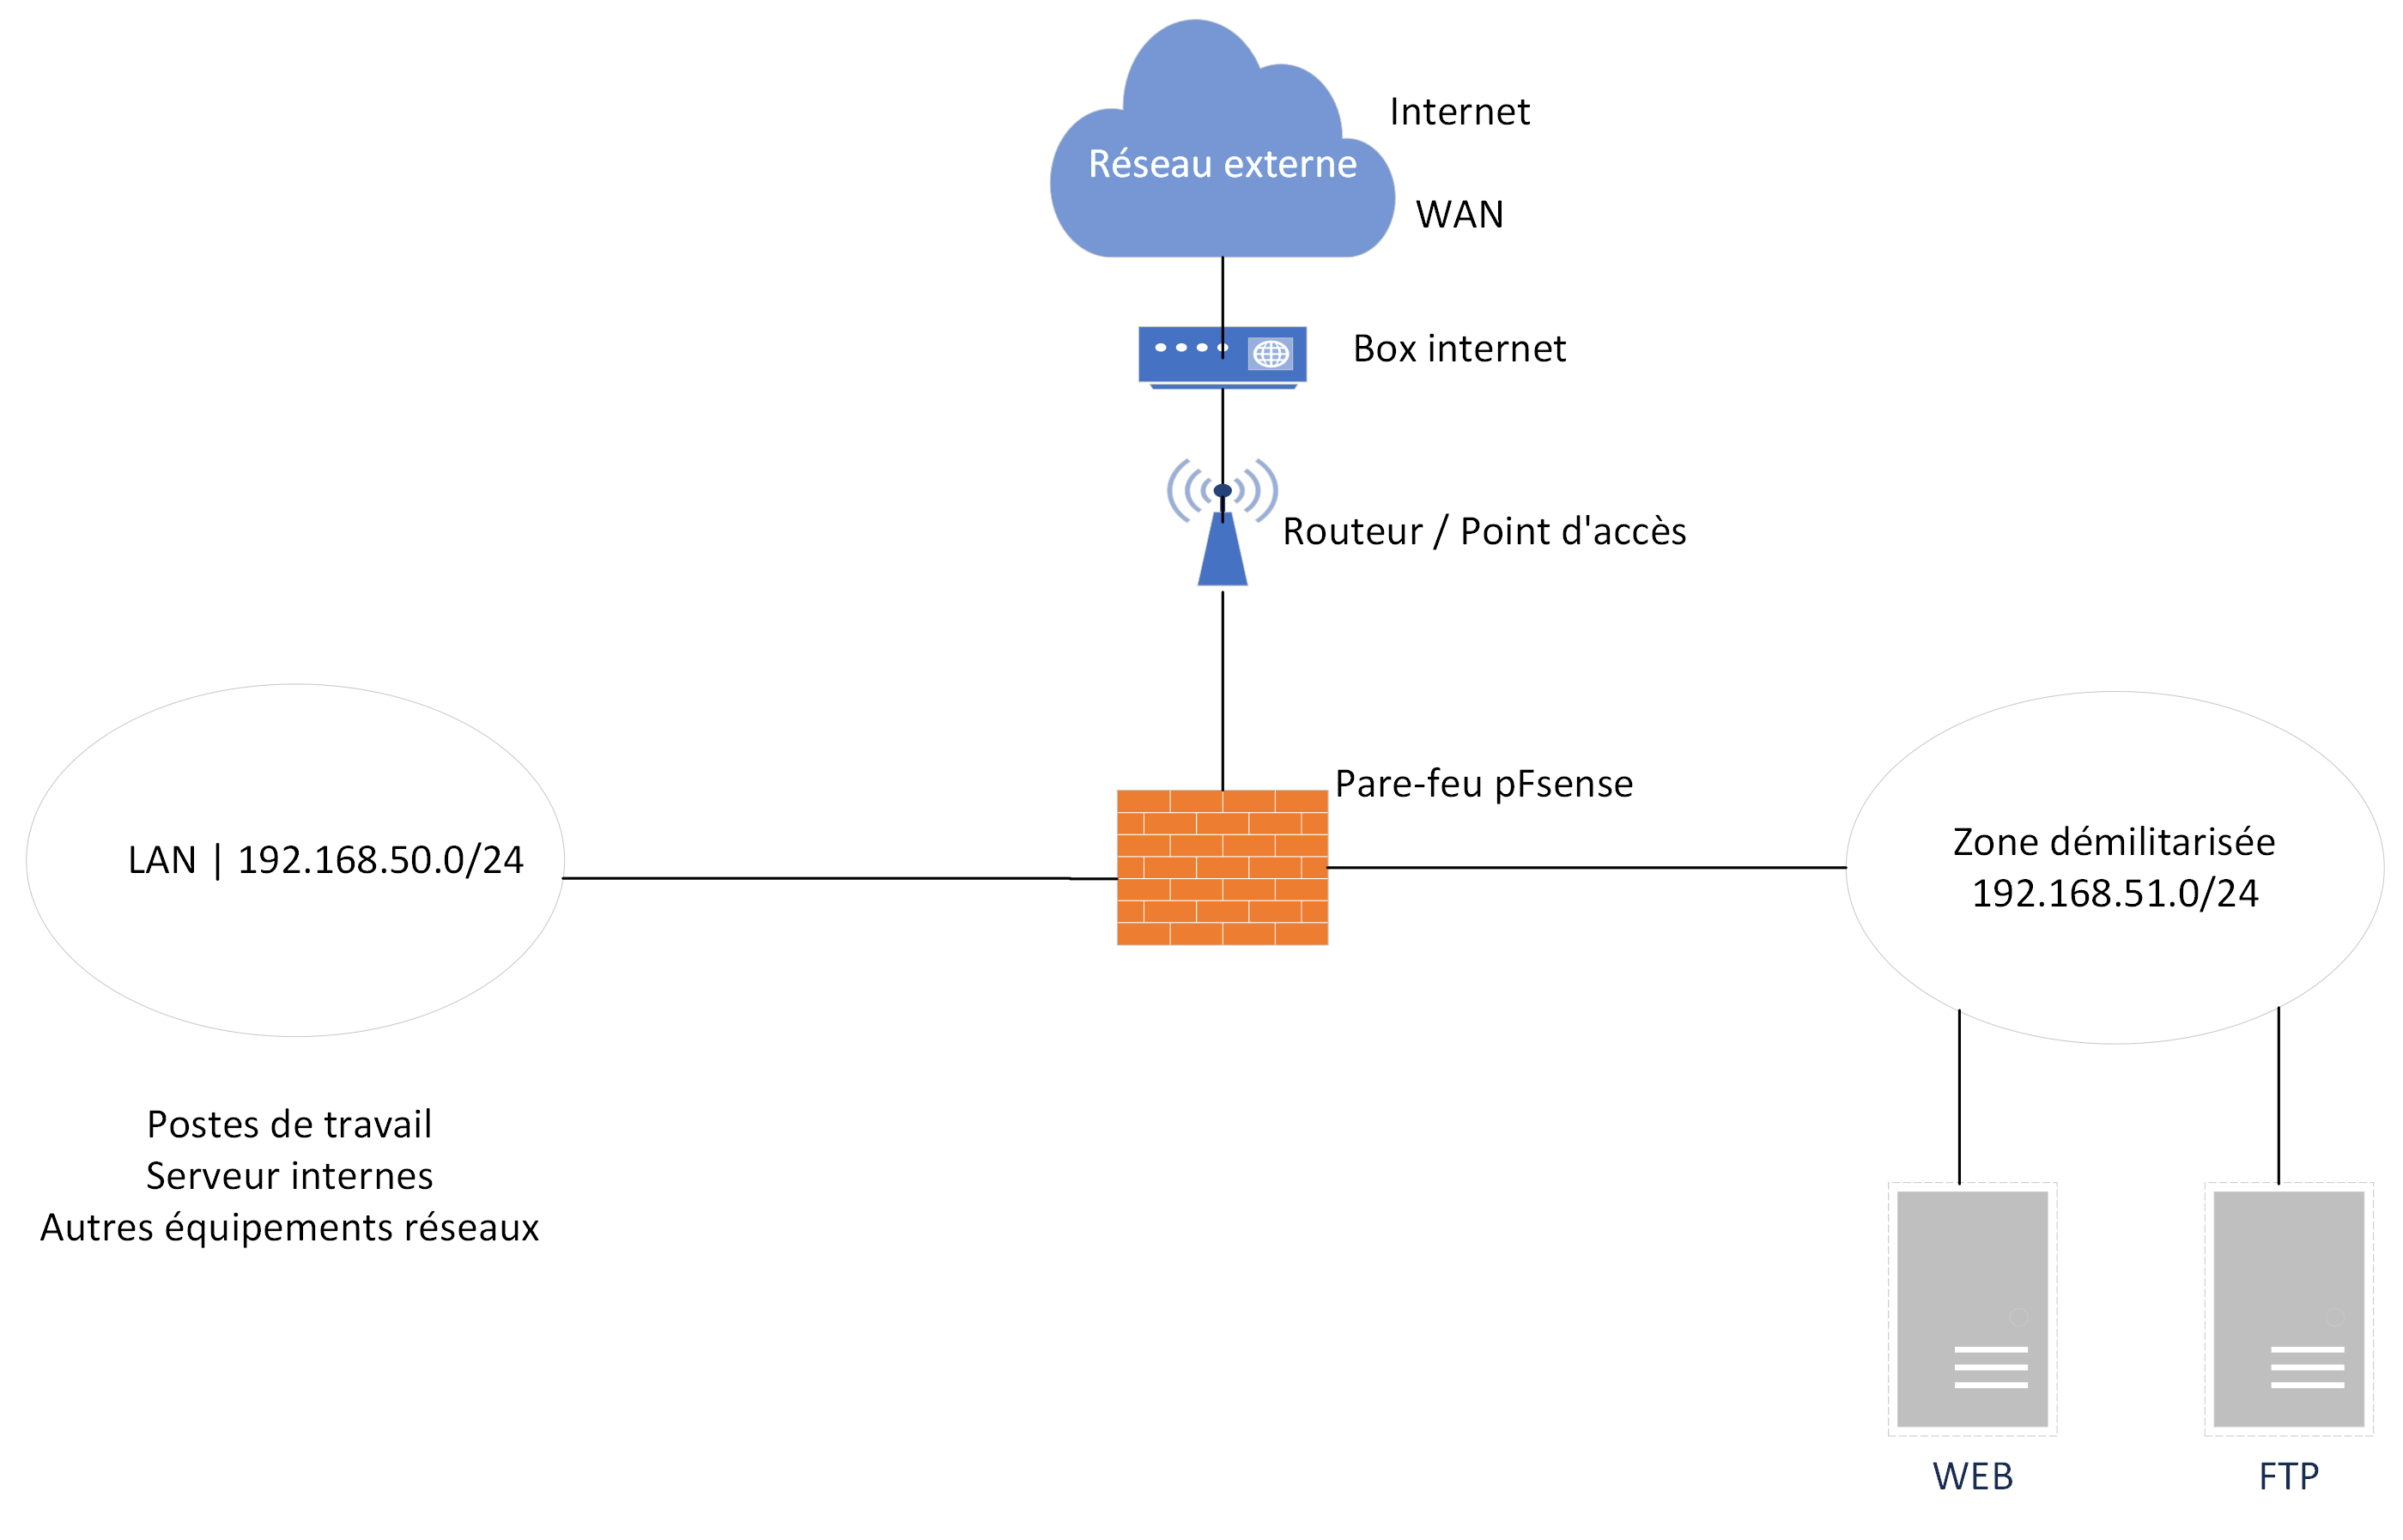 Internet
Réseau externe
WAN
Box internet
Routeur / Point d'accès
Pare-feu pFsense
LAN | 192.168.50.0/24
Zone démilitarisée
192.168.51.0/24
Postes de travail
Serveur internes
Autres équipements réseaux
WEB
FTP